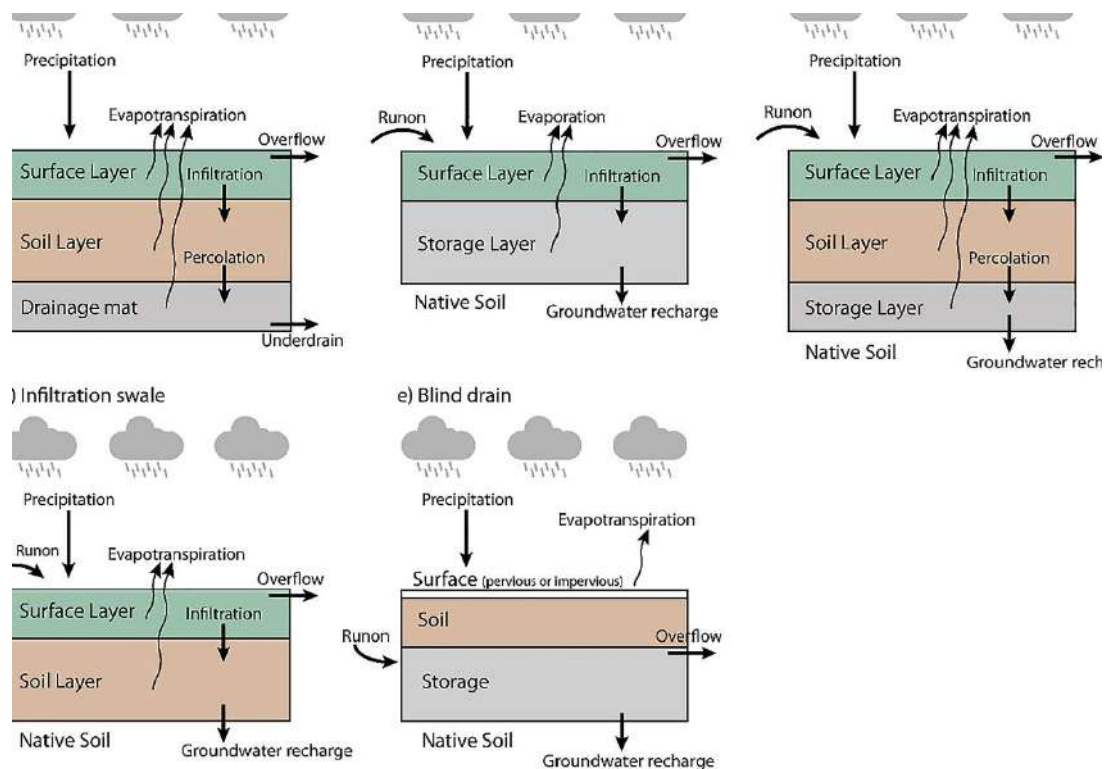 Precipitation
Evapotranspiration
Overflow
Surface Layer
Infiltration
Soil Layer
Percolation
Drainage mat
Underdrain
Precipitation
Runon
Evaporation
Overflow
Surface Layer
Infiltration
Storage Layer
Native Soil
Groundwater recharge
Precipitation
Runon
Evapotranspiration
Overflow
Surface Layer
Infiltration
Soil Layer
Percolation
Storage Layer
Native Soil
Groundwater rech
) Infiltration swale
Precipitation
Runon
Evapotranspiration
Overflow
Surface Layer
Infiltration
Soil Layer
Native Soil
Groundwater recharge
e) Blind drain
Precipitation
Evapotranspiration
Surface (pervious or impervious)
Soil
Runon
Overflow
Storage
Native Soil
Groundwater recharge